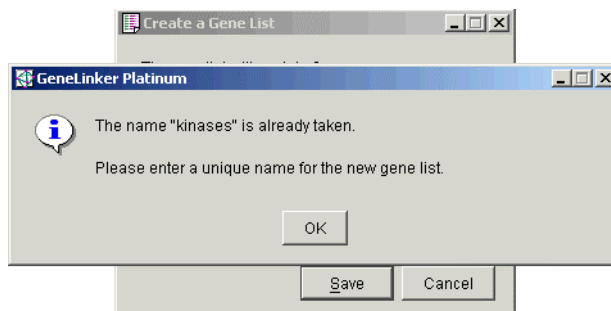 Create a Gene List
GeneLinker Platinum
The name "kinases" is already taken.
Please enter a unique name for the new gene list.
OK
Save Cancel